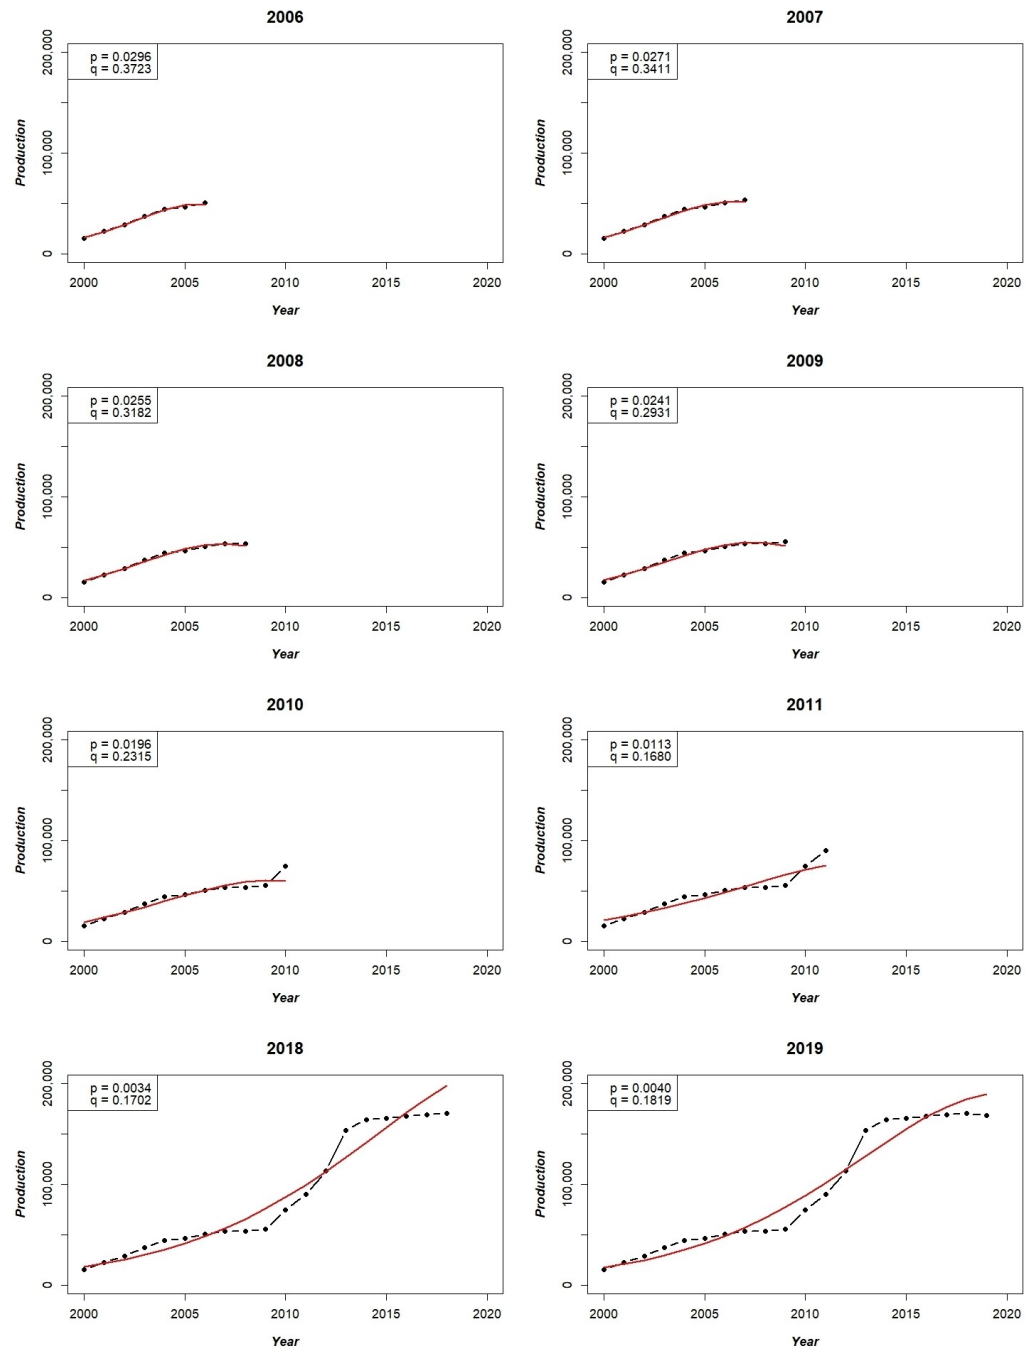 2006
p = 0.0296
q = 0.3723
200,000
100,000
0
Production
2000 2005 2010 2015 2020
Year
2007
p = 0.0271
q = 0.3411
200,000
100,000
0
Production
2000 2005 2010 2015 2020
Year
2008
p = 0.0255
q = 0.3182
200,000
100,000
0
Production
2000 2005 2010 2015 2020
Year
2009
p = 0.0241
q = 0.2931
200,000
100,000
0
Production
2000 2005 2010 2015 2020
Year
2010
p = 0.0196
q = 0.2315
200,000
100,000
0
Production
2000 2005 2010 2015 2020
Year
2011
p = 0.0113
q = 0.1680
200,000
100,000
0
Production
2000 2005 2010 2015 2020
Year
2018
p = 0.0034
q = 0.1702
200,000
100,000
0
Production
2000 2005 2010 2015 2020
Year
2019
p = 0.0040
q = 0.1819
200,000
100,000
0
Production
2000 2005 2010 2015 2020
Year